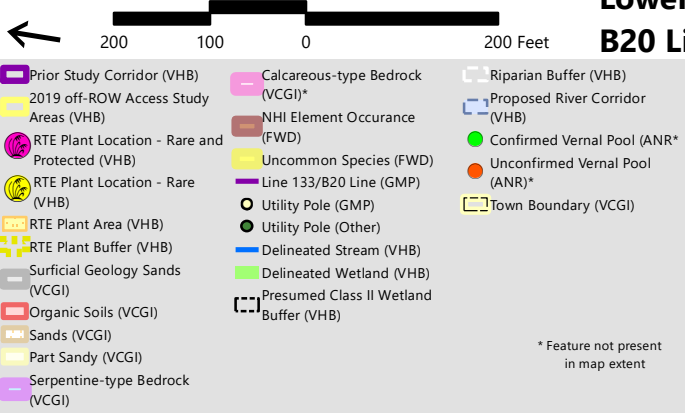 Lower
B20 Li
200 100 0 200 Feet
Prior Study Corridor (VHB)
2019 off-ROW Access Study
Areas (VHB)
RTE Plant Location - Rare and
Protected (VHB)
RTE Plant Location - Rare
(VHB)
RTE Plant Area (VHB)
RTE Plant Buffer (VHB)
Surficial Geology Sands
(VCGI)
Organic Soils (VCGI)
Sands (VCGI)
Part Sandy (VCGI)
Serpentine-type Bedrock
(VCGI)
Calcareous-type Bedrock
(VCGI)*
NHI Element Occurance
(FWD)
Uncommon Species (FWD)
Line 133/B20 Line (GMP)
Utility Pole (GMP)
Utility Pole (Other)
Delineated Stream (VHB)
Delineated Wetland (VHB)
Presumed Class II Wetland
Buffer (VHB)
Riparian Buffer (VHB)
Proposed River Corridor
(VHB)
Confirmed Vernal Pool (ANR*
Unconfirmed Vernal Pool
(ANR)*
Town Boundary (VCGI)
* Feature not present
in map extent